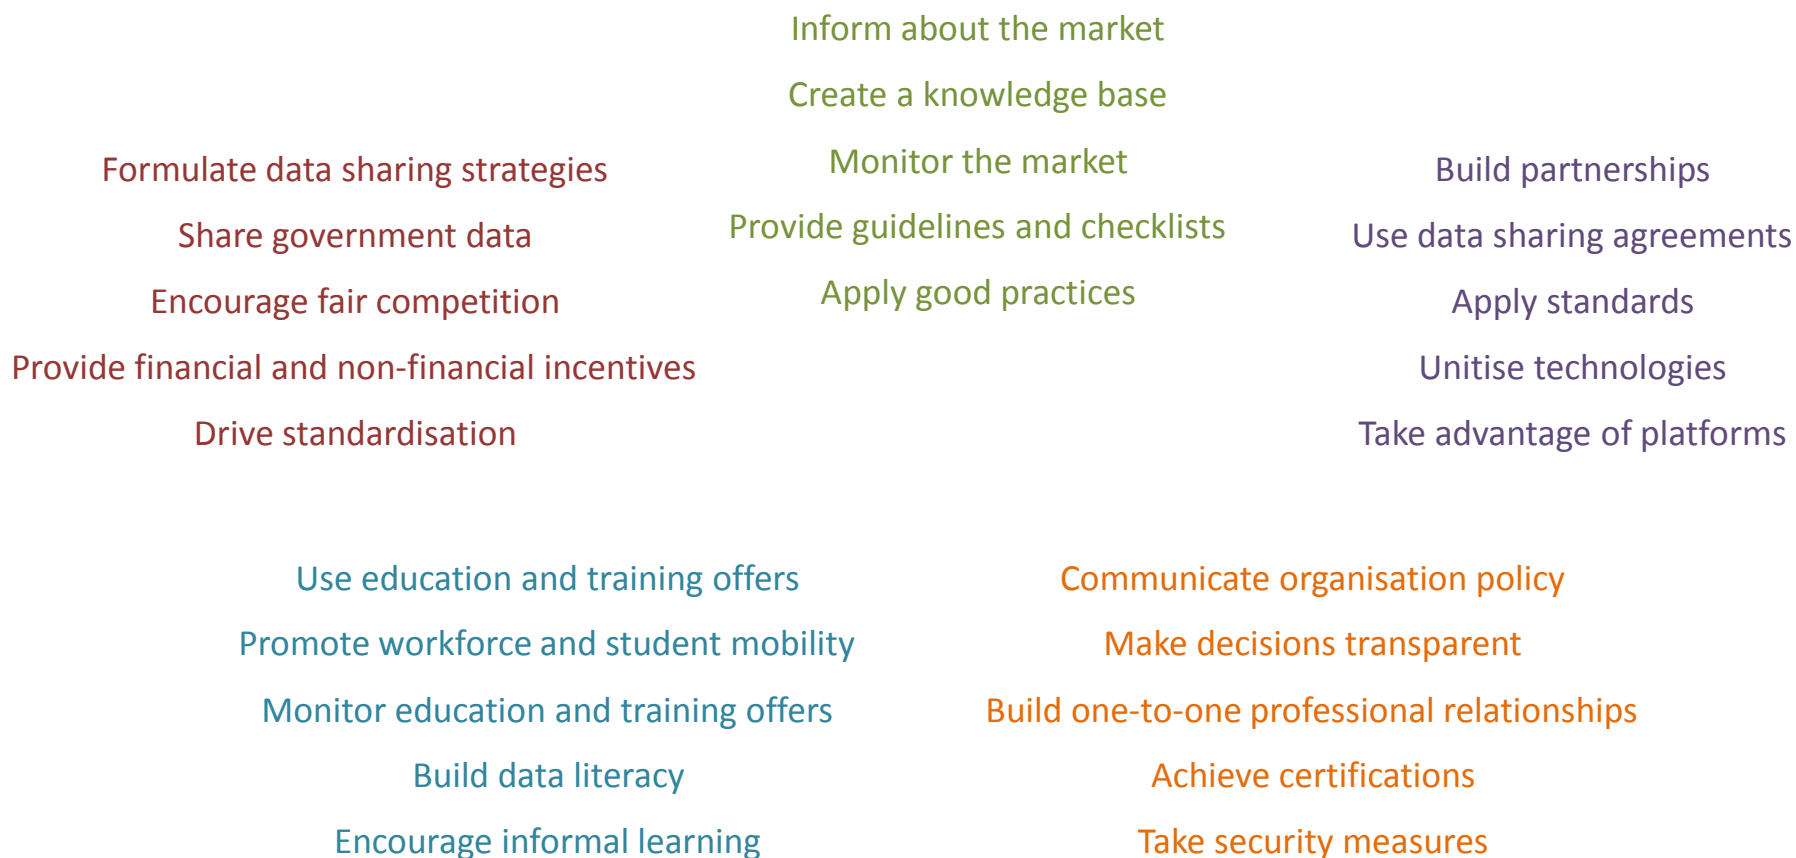 Inform about the market
Create a knowledge base
Monitor the market
Provide guidelines and checklists
Apply good practices
Formulate data sharing strategies
Share government data
Encourage fair competition
Provide financial and non-financial incentives
Drive standardisation
Build partnerships
Use data sharing agreements
Apply standards
Unitise technologies
Take advantage of platforms
Use education and training offers
Promote workforce and student mobility
Monitor education and training offers
Build data literacy
Encourage informal learning
Communicate organisation policy
Make decisions transparent
Build one-to-one professional relationships
Achieve certifications
Take security measures